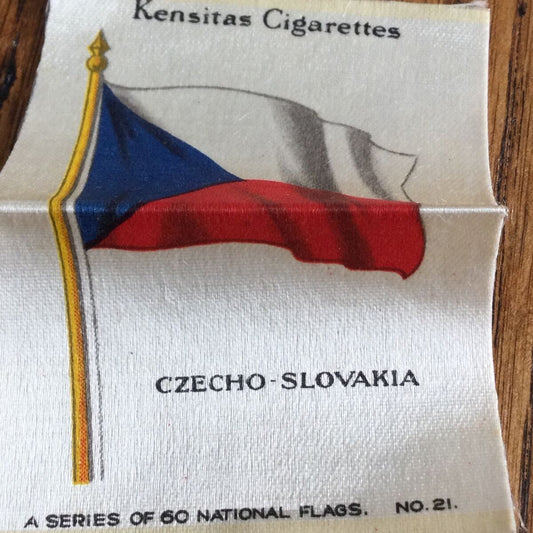 Kensitas Cigarettes
CZECHO-SLOVAKIA
A SERIES OF 60 NATIONAL FLAGS. NO. 21.